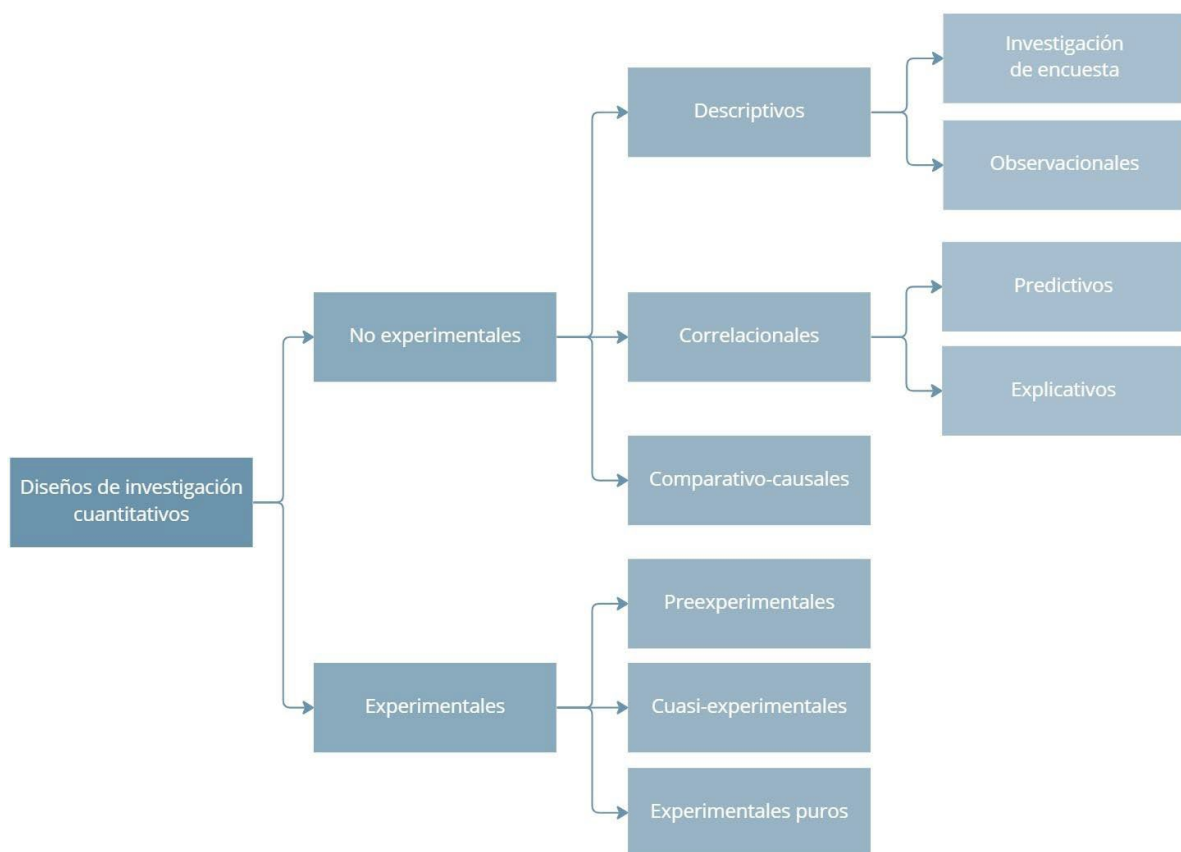 Diseños de investigación
cuantitativos
No experimentales
Descriptivos
Investigación
de encuesta
Observacionales
Correlacionales
Predictivos
Explicativos
Comparativo-causales
Experimentales
Preexperimentales
Cuasi-experimentales
Experimentales puros